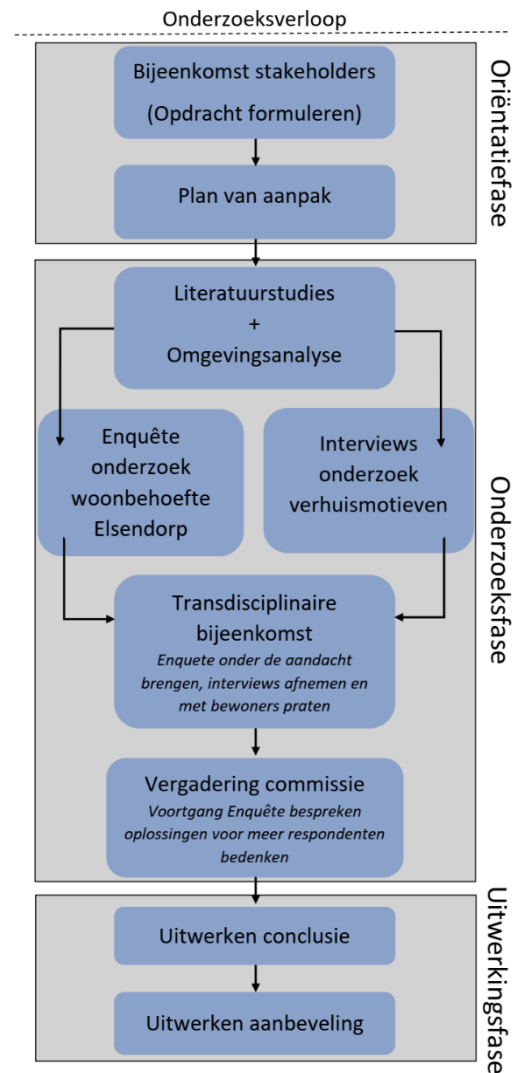 Onderzoeksverloop
Oriëntatiefase
Bijeenkomst stakeholders
(Opdracht formuleren)
Plan van aanpak
Onderzoeksfase
Literatuurstudies
+
Omgevingsanalyse
Enquête
onderzoek
woonbehoefte
Elsendorp
Interviews
onderzoek
verhuismotieven
Transdisciplinaire
bijeenkomst
Enquete onder de aandacht
brengen, interviews afnemen en
met bewoners praten
Vergadering commissie
Voortgang Enquête bespreken
oplossingen voor meer respondenten
bedenken
Uitwerkingsfase
Uitwerken conclusie
Uitwerken aanbeveling